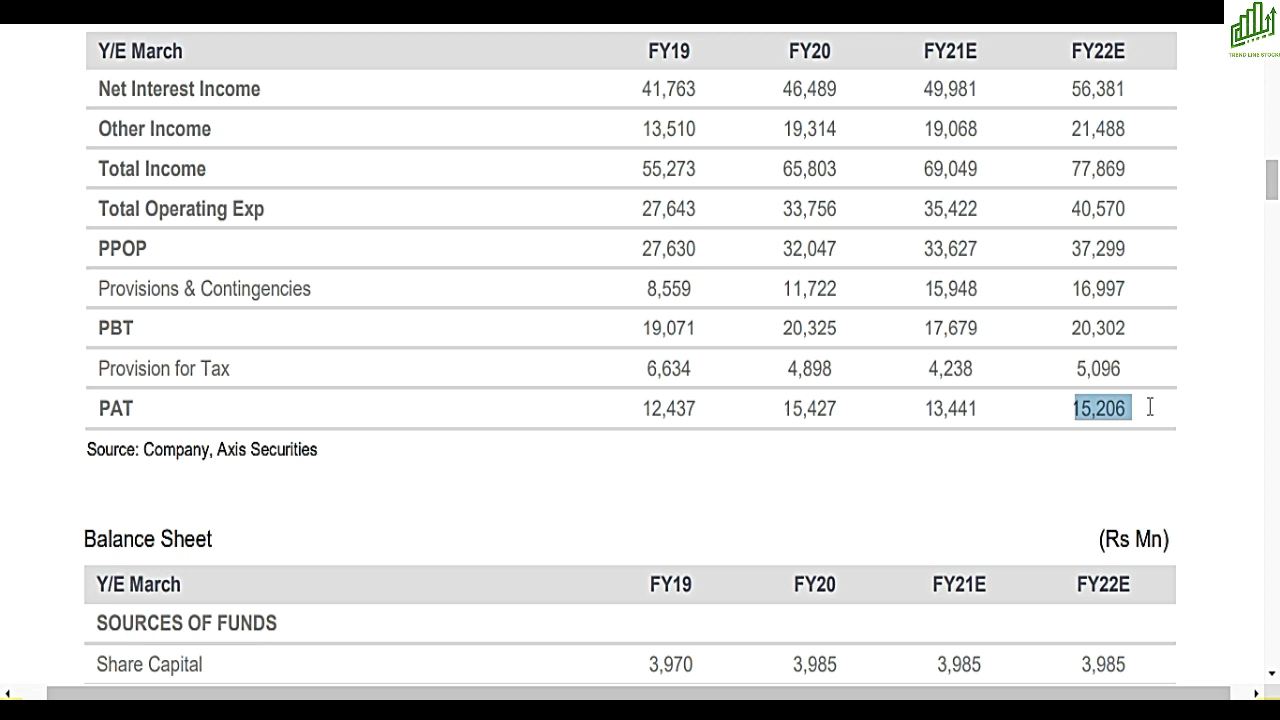 TREND LINE STOCK
Y/E March FY19 FY20 FY21E FY22E
Net Interest Income 41,763 46,489 49,981 56,381
Other Income 13,510 19,314 19,068 21,488
Total Income 55,273 65,803 69,049 77,869
Total Operating Exp 27,643 33,756 35,422 40,570
PPOP 27,630 32,047 33,627 37,299
Provisions & Contingencies 8,559 11,722 15,948 16,997
PBT 19,071 20,325 17,679 20,302
Provision for Tax 6,634 4,898 4,238 5,096
PAT 12,437 15,427 13,441 15,206
Source: Company, Axis Securities
Balance Sheet (Rs Mn)
Y/E March FY19 FY20 FY21E FY22E
SOURCES OF FUNDS
Share Capital 3,970 3,985 3,985 3,985